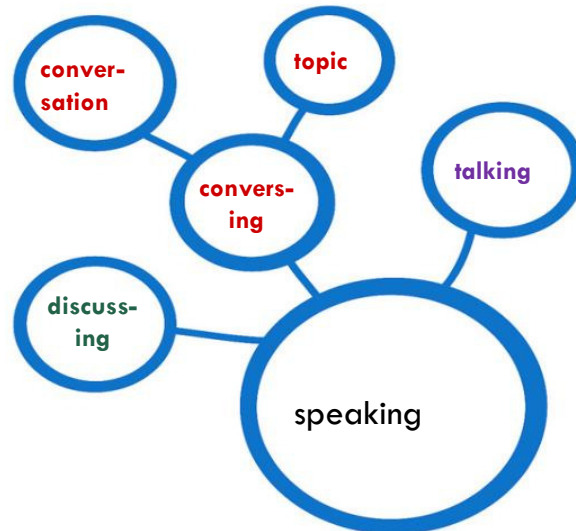 conver-
sation
topic
talking
convers-
ing
discuss-
ing
speaking